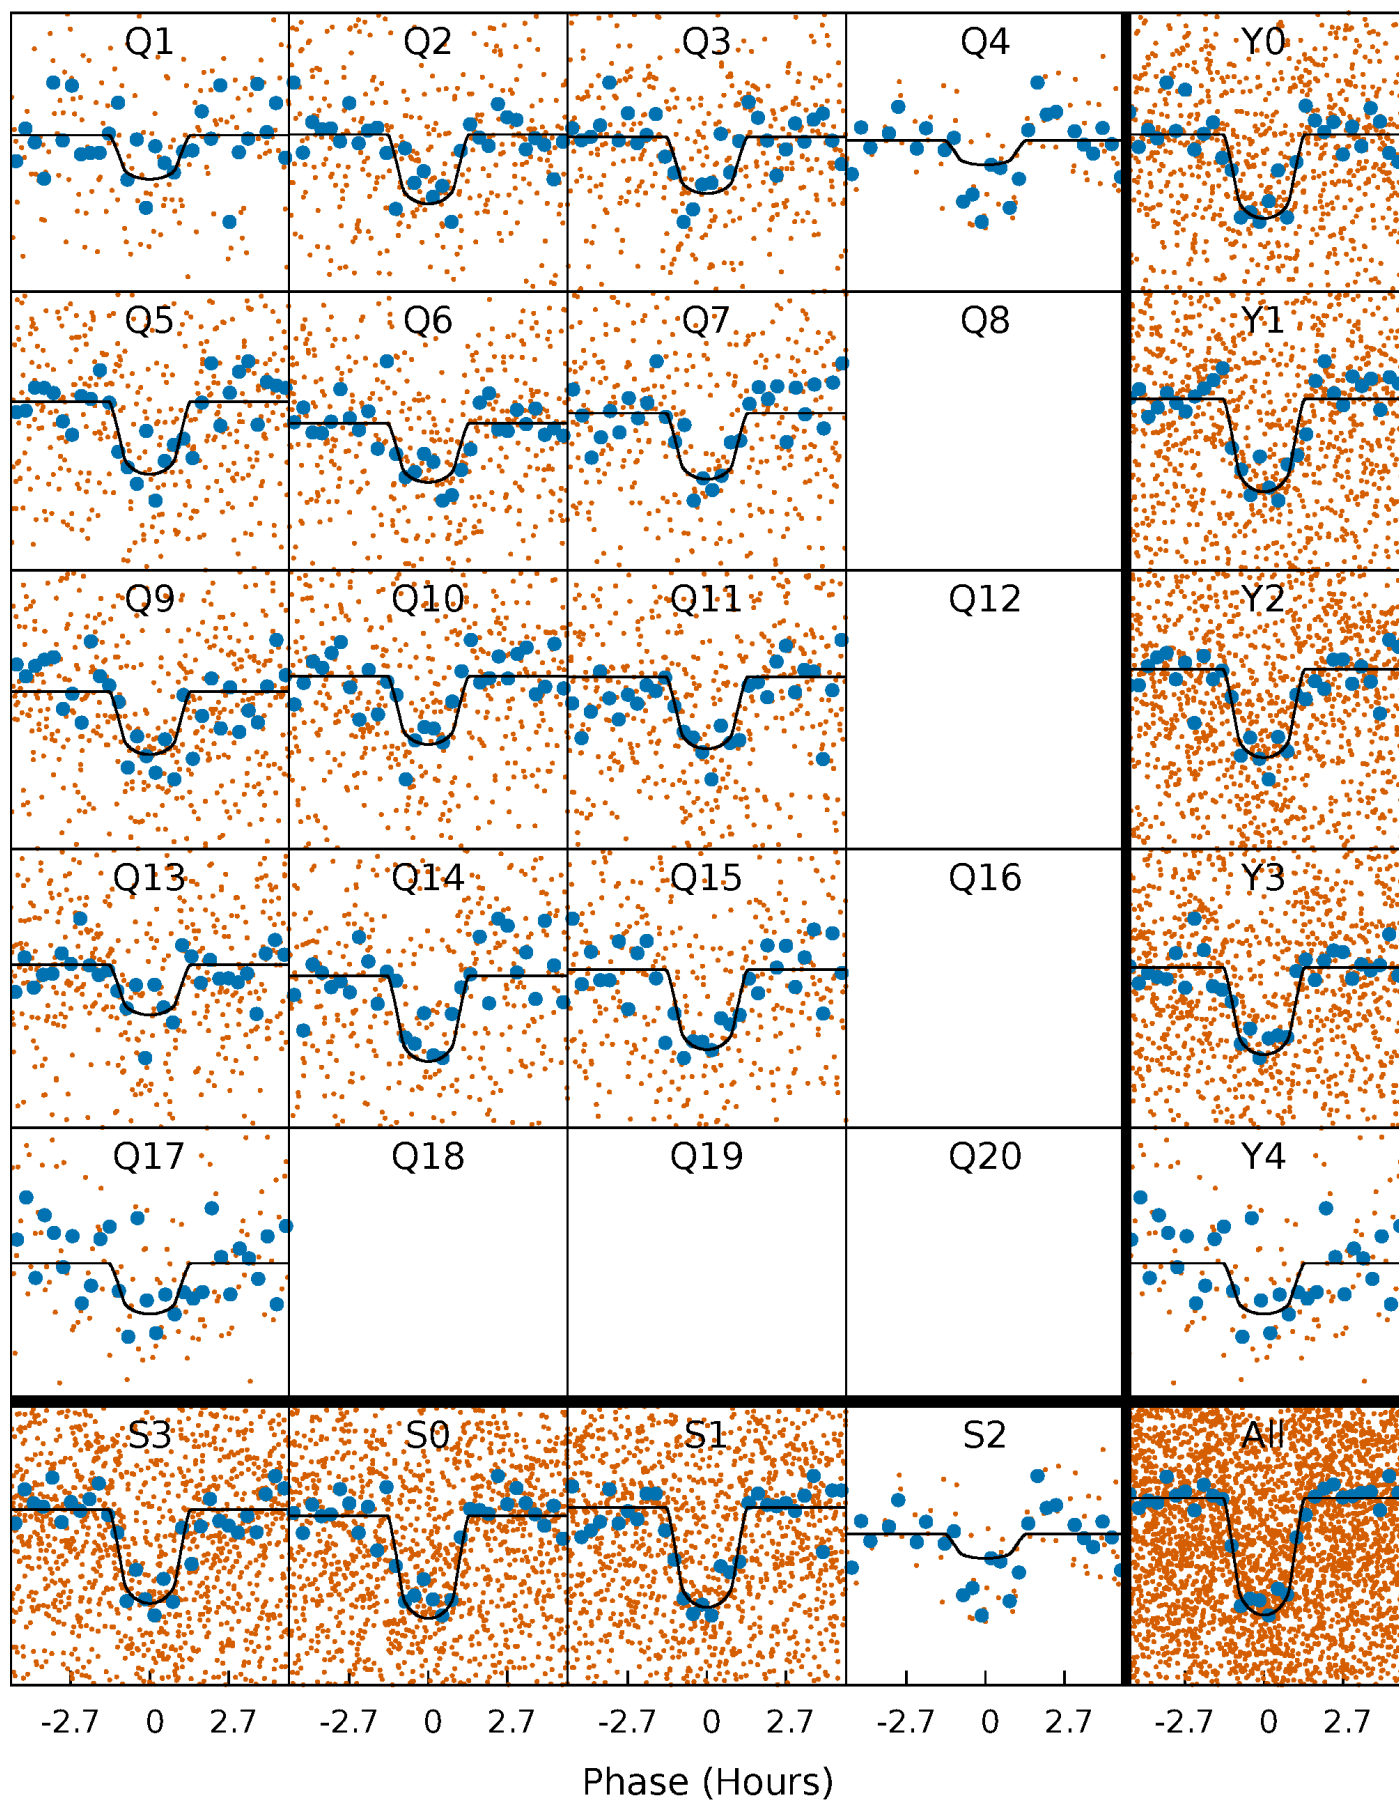 Q1 Q2 Q3 Q4 Y0
Q5 Q6 Q7 Q8 Y1
Q9 Q10 Q11 Q12 Y2
Q13 Q14 Q15 Q16 Y3
Q17 Q18 Q19 Q20 Y4
S3 S0 S1 S2 All
-2.7 0 2.7 -2.7 0 2.7 -2.7 0 2.7 -2.7 0 2.7 -2.7 0 2.7
Phase (Hours)